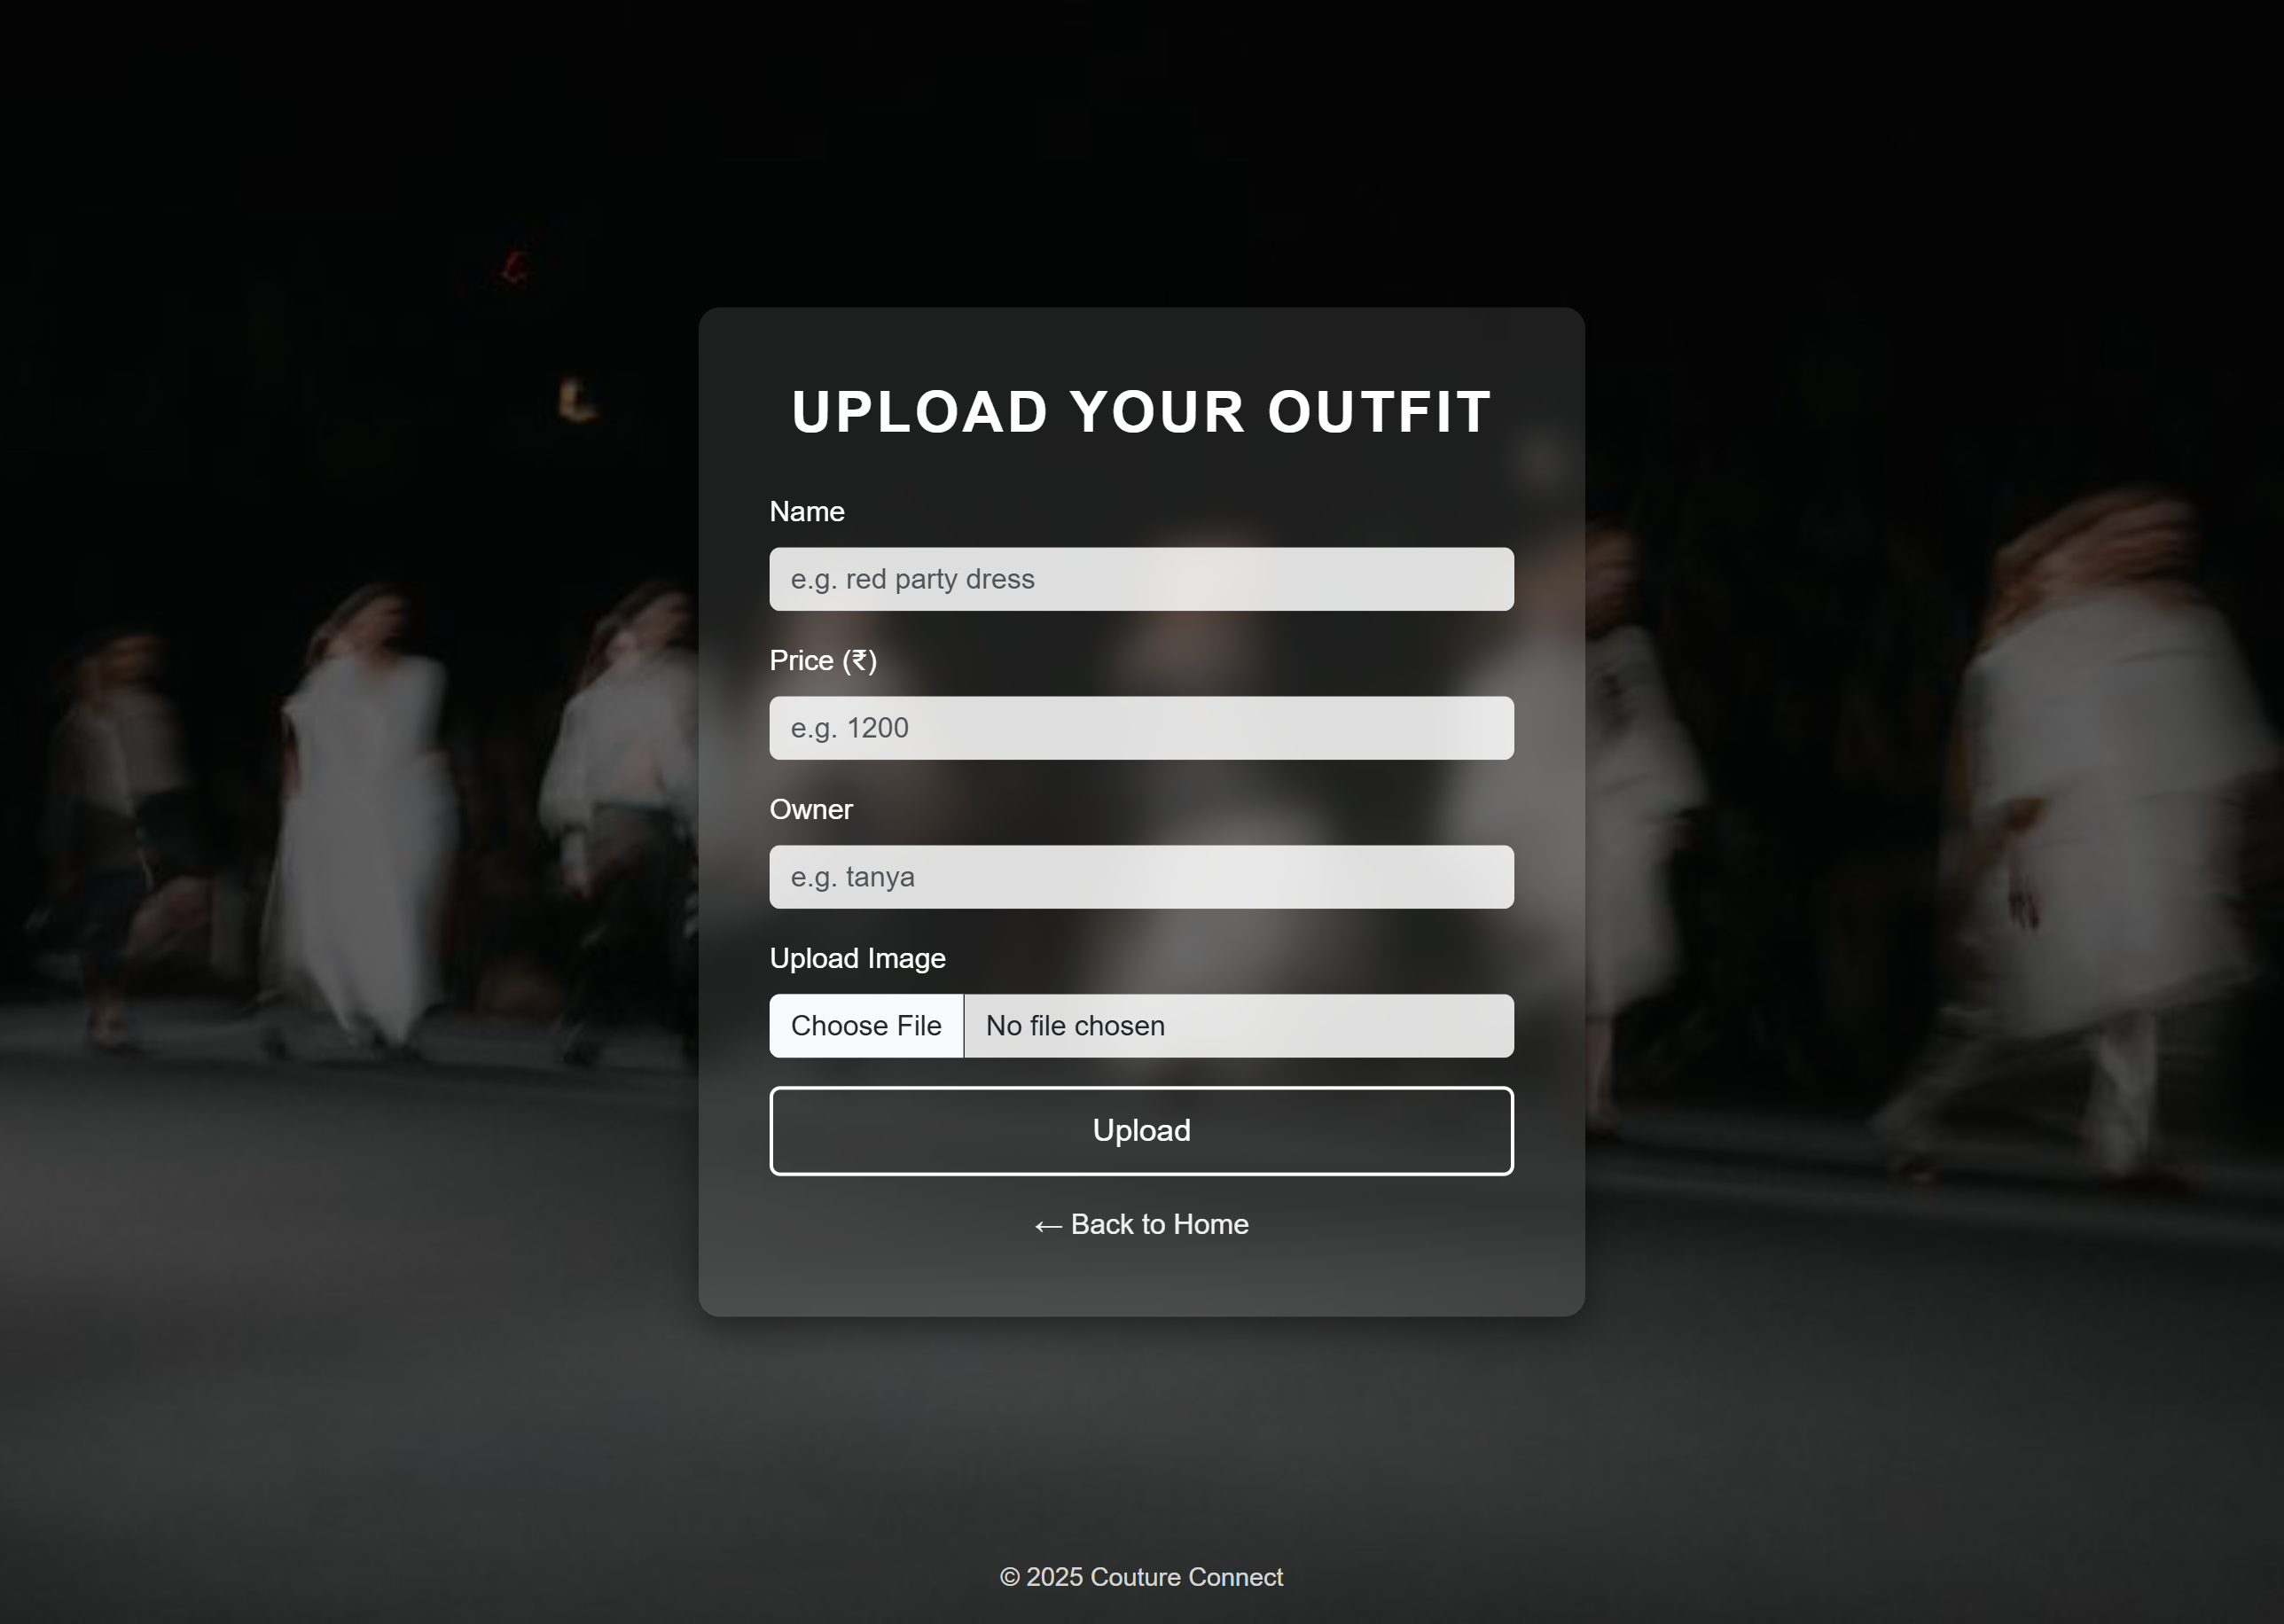 UPLOAD YOUR OUTFIT
Name
e.g. red party dress
Price (₹)
e.g. 1200
Owner
e.g. tanya
Upload Image
Choose File No file chosen
Upload
← Back to Home
© 2025 Couture Connect